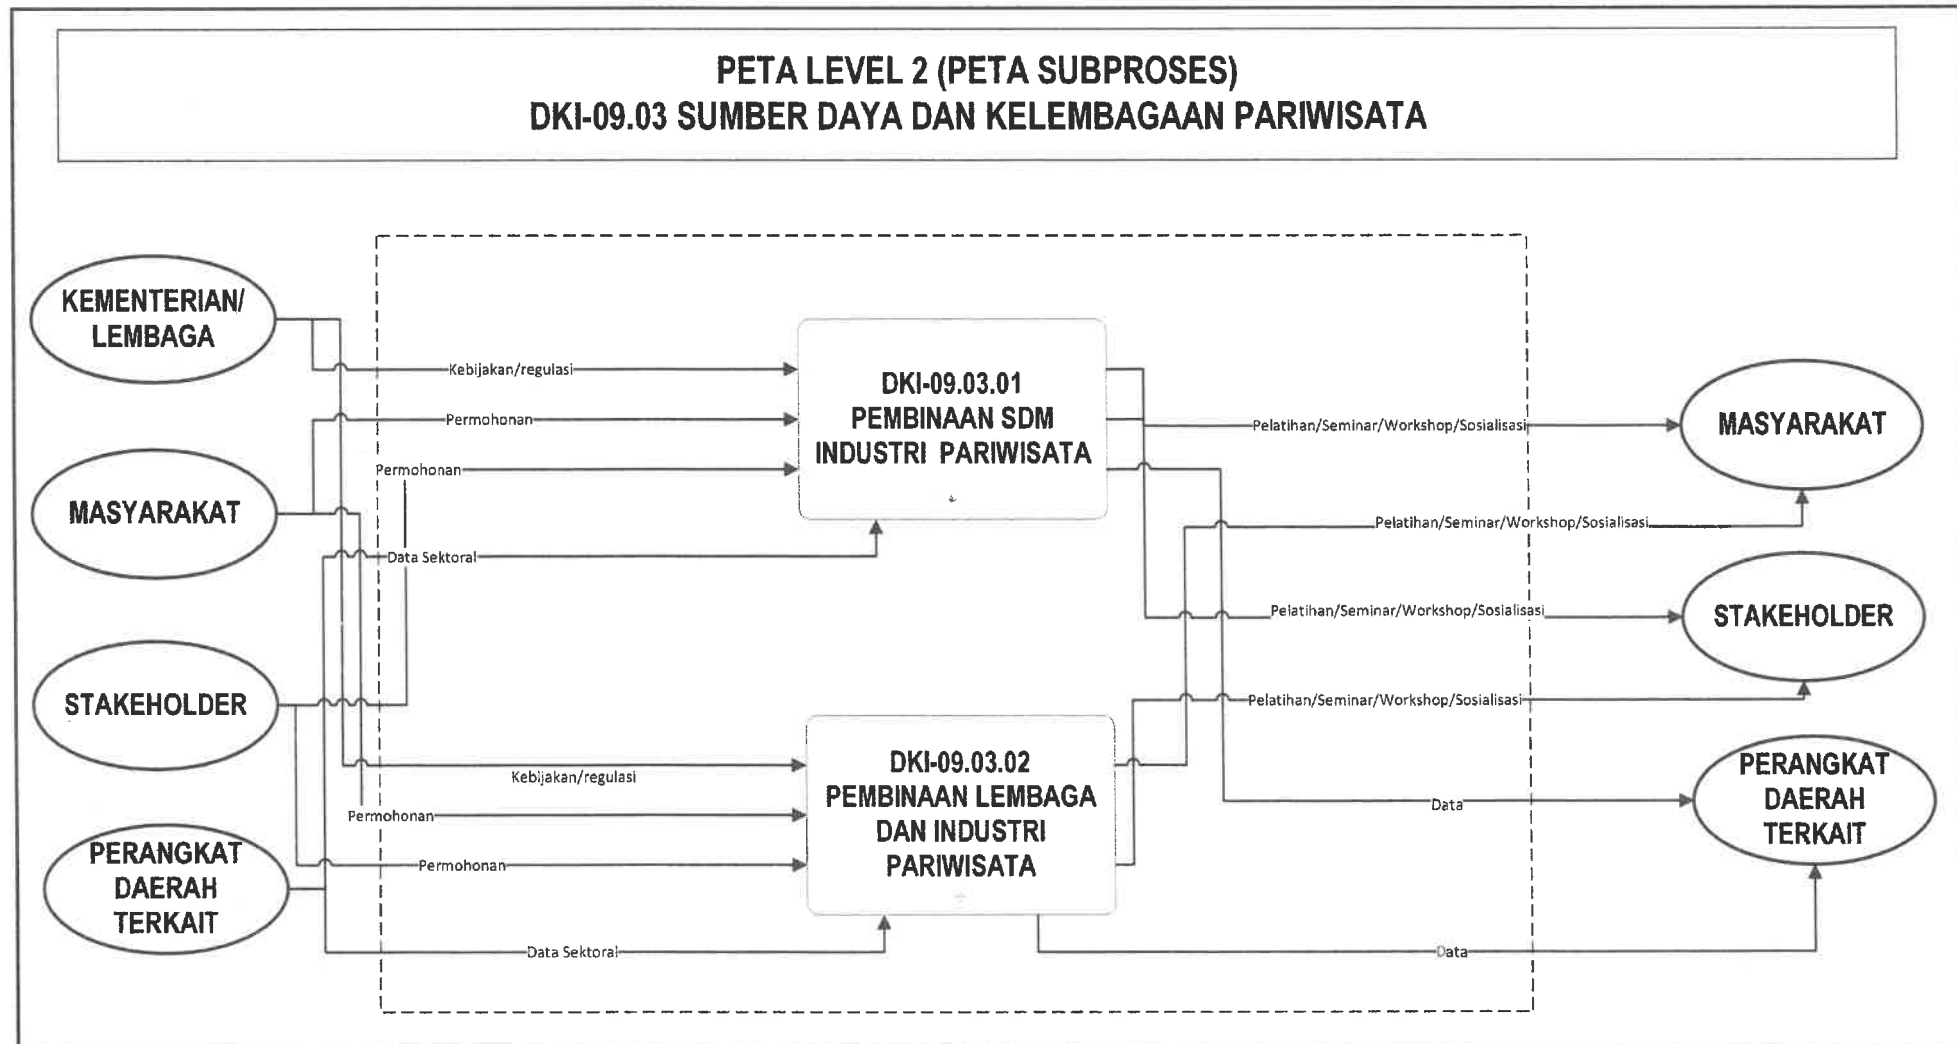 PETA LEVEL 2 (PETA SUBPROSES)
DKI-09.03 SUMBER DAYA DAN KELEMBAGAAN PARIWISATA
KEMENTERIAN/
LEMBAGA
MASYARAKAT
STAKEHOLDER
PERANGKAT
DAERAH
TERKAIT
Kebijakan/regulasi
Permohonan
Permohonan
Data Sektoral
DKI-09.03.01
PEMBINAAN SDM
INDUSTRI PARIWISATA
Kebijakan/regulasi
Permohonan
Permohonan
Data Sektoral
DKI-09.03.02
PEMBINAAN LEMBAGA
DAN INDUSTRI
PARIWISATA
Pelatihan/Seminar/Workshop/Sosialisasi
Pelatihan/Seminar/Workshop/Sosialisasi
Pelatihan/Seminar/Workshop/Sosialisasi
Pelatihan/Seminar/Workshop/Sosialisasi
Data
Data
MASYARAKAT
STAKEHOLDER
PERANGKAT
DAERAH
TERKAIT